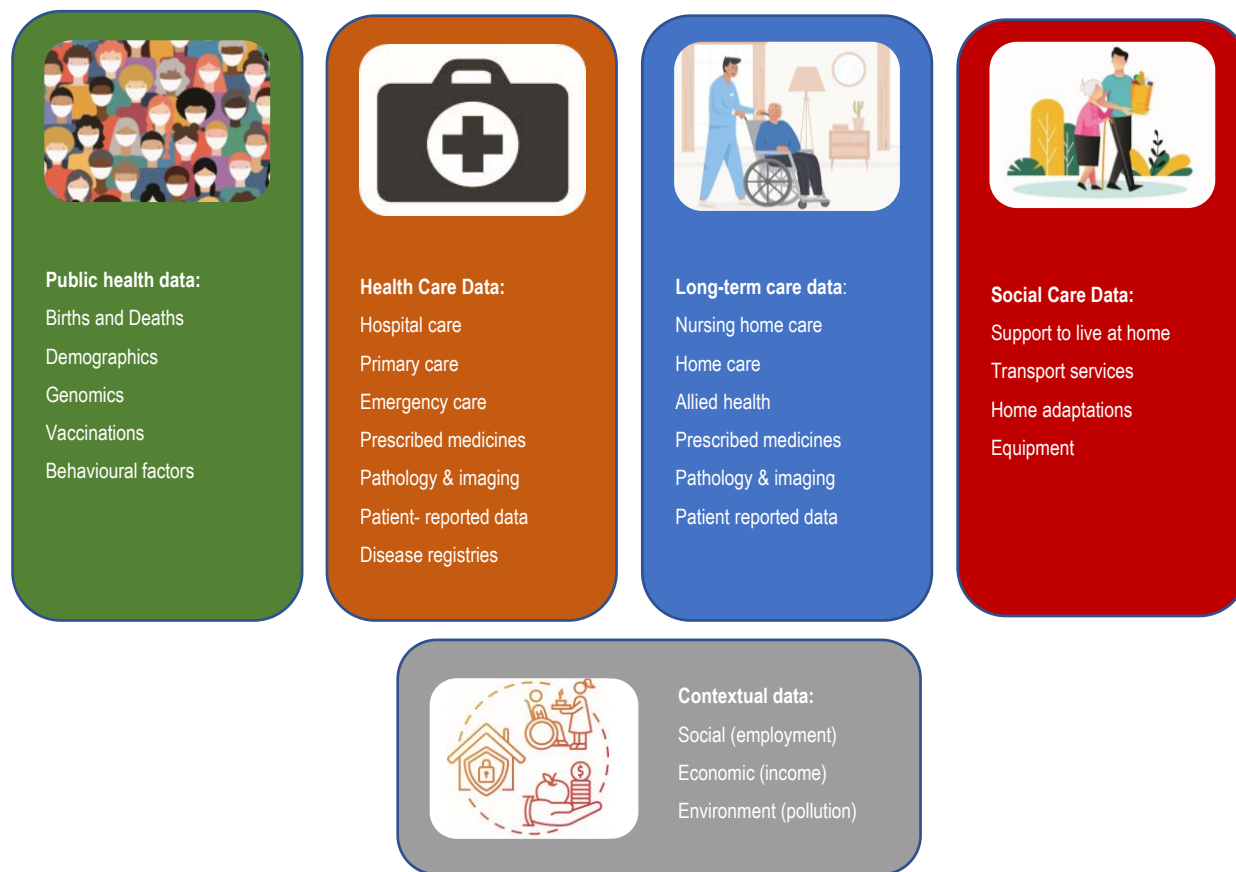 Public health data:
Births and Deaths
Demographics
Genomics
Vaccinations
Behavioural factors
Health Care Data:
Hospital care
Primary care
Emergency care
Prescribed medicines
Pathology & imaging
Patient- reported data
Disease registries
Long-term care data:
Nursing home care
Home care
Allied health
Prescribed medicines
Pathology & imaging
Patient reported data
Social Care Data:
Support to live at home
Transport services
Home adaptations
Equipment
Contextual data:
Social (employment)
Economic (income)
Environment (pollution)